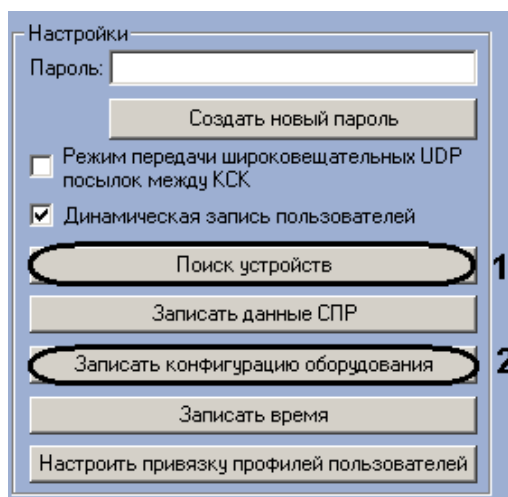 Настройки
Пароль:
Создать новый пароль
Режим передачи широковещательных UDP
посылок между КСК
Динамическая запись пользователей
Поиск устройств 1
Записать данные СПР
Записать конфигурацию оборудования 2
Записать время
Настроить привязку профилей пользователей